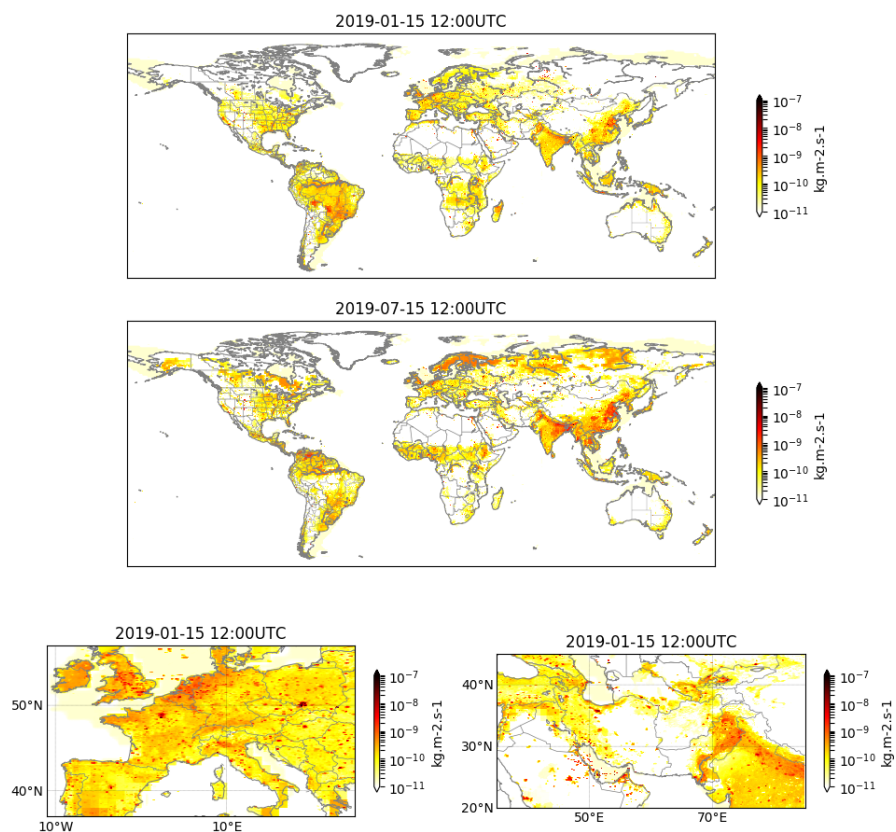 2019-01-15 12:00UTC
10⁻⁷
10⁻⁸
10⁻⁹
10⁻¹⁰
10⁻¹¹
kg.m-2.s-1
2019-07-15 12:00UTC
10⁻⁷
10⁻⁸
10⁻⁹
10⁻¹⁰
10⁻¹¹
kg.m-2.s-1
2019-01-15 12:00UTC
50°N
40°N
10°W
10°E
10⁻⁷
10⁻⁸
10⁻⁹
10⁻¹⁰
10⁻¹¹
kg.m-2.s-1
2019-01-15 12:00UTC
40°N
30°N
20°N
50°E
70°E
10⁻⁷
10⁻⁸
10⁻⁹
10⁻¹⁰
10⁻¹¹
kg.m-2.s-1